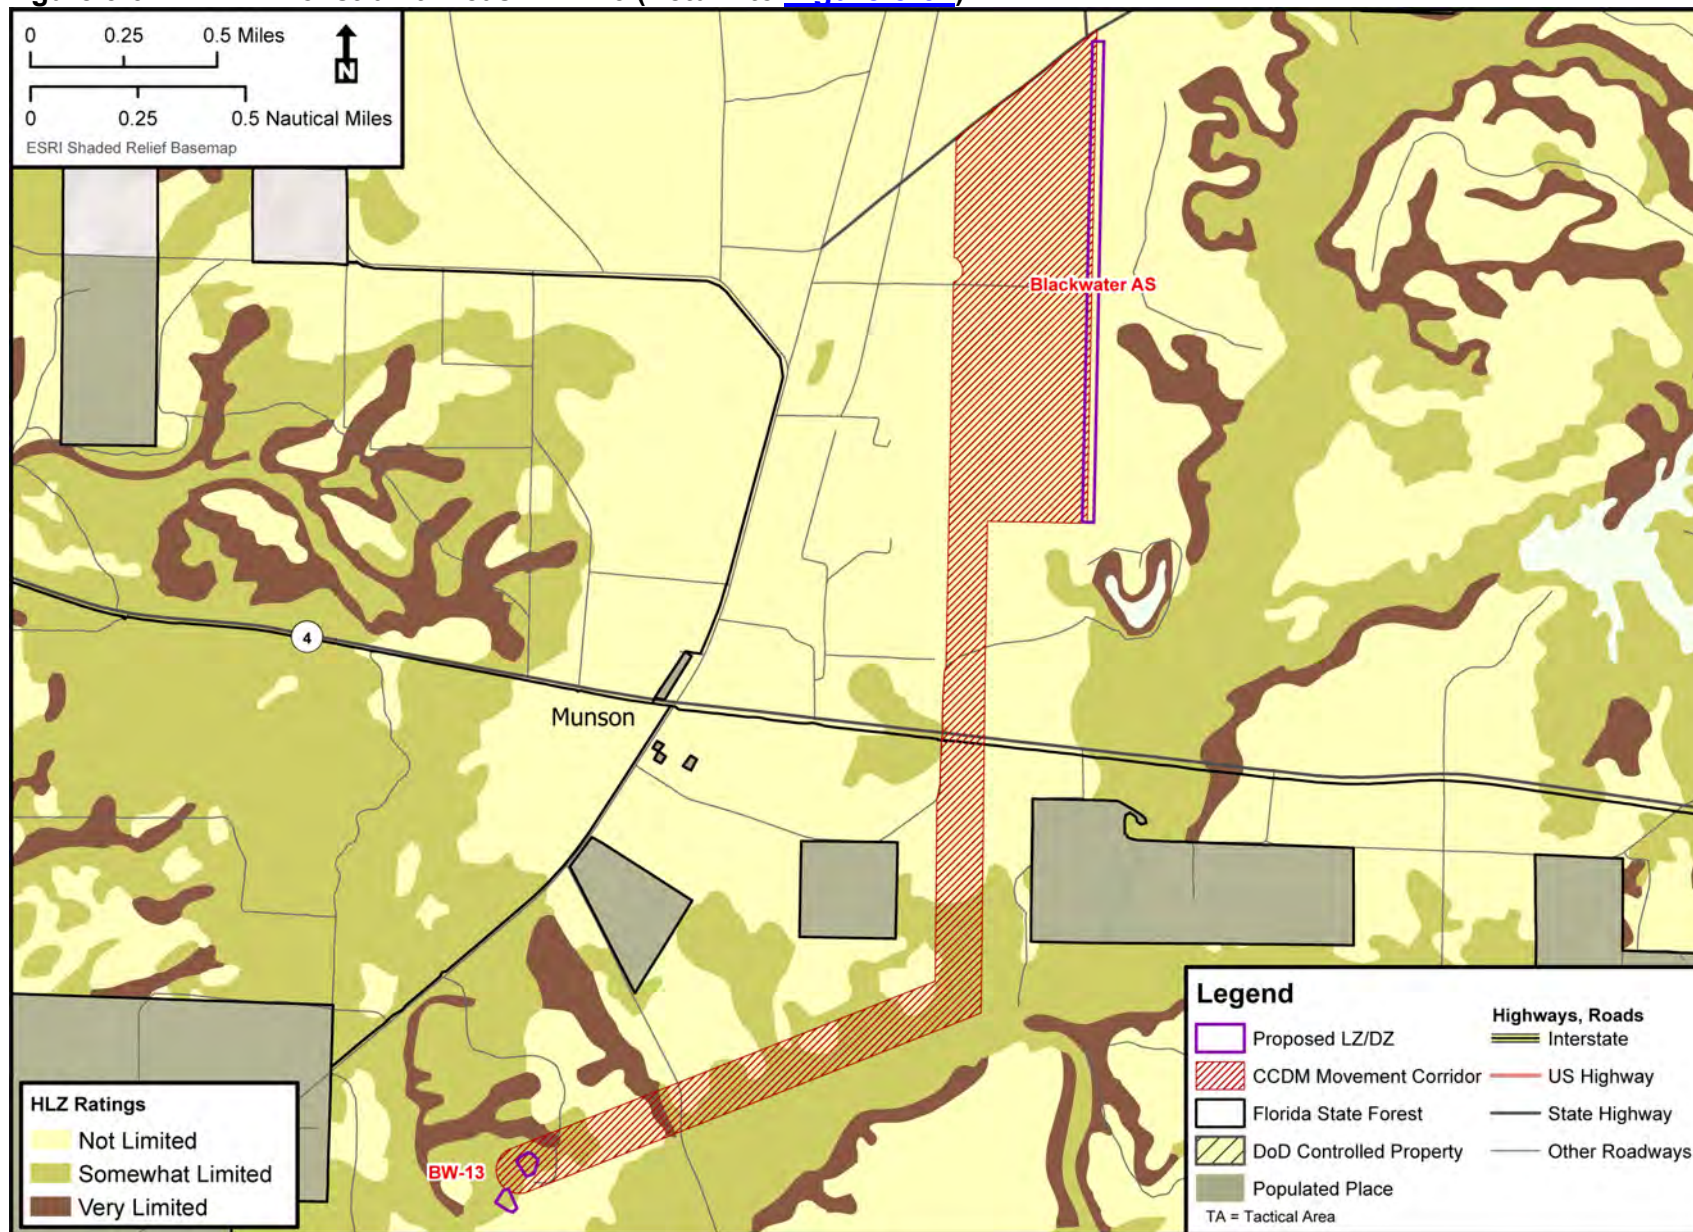 0 0.25 0.5 Miles
N
0 0.25 0.5 Nautical Miles
ESRI Shaded Relief Basemap
Blackwater AS
4
Munson
BW-13
HLZ Ratings
Not Limited
Somewhat Limited
Very Limited
Legend
Proposed LZ/DZ
CCDM Movement Corridor
Florida State Forest
DoD Controlled Property
Populated Place
TA = Tactical Area
Highways, Roads
Interstate
US Highway
State Highway
Other Roadways